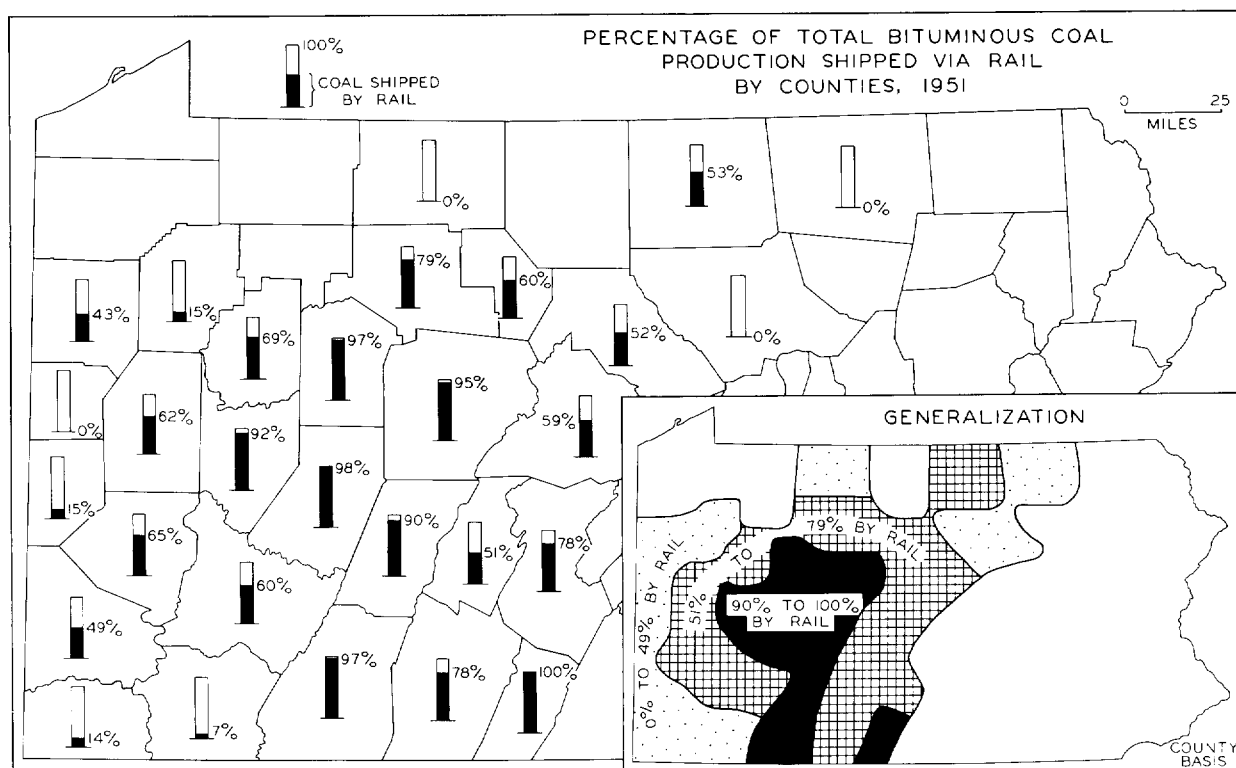 PERCENTAGE OF TOTAL BITUMINOUS COAL
PRODUCTION SHIPPED VIA RAIL
BY COUNTIES, 1951
100%
COAL SHIPPED
BY RAIL
0 25
MILES
0%
53%
0%
79%
60%
0%
43%
15%
69%
97%
52%
0%
62%
92%
95%
59%
15%
98%
65%
90%
51%
78%
60%
49%
97%
78%
100%
14%
7%
GENERALIZATION
0% TO 49% BY RAIL
51% TO 79% BY RAIL
90% TO 100%
BY RAIL
COUNTY
BASIS